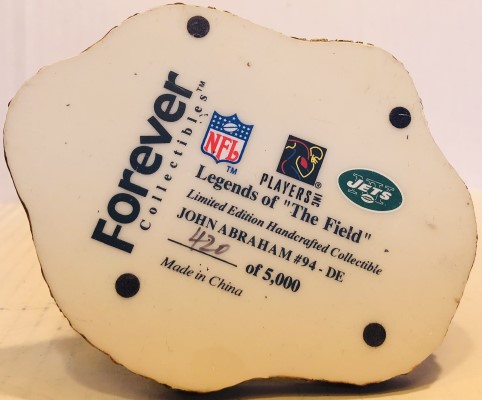 Forever
Collectibles™
NFL
TM
PLAYERS INC®
JETS
Legends of "The Field"
Limited Edition Handcrafted Collectible
JOHN ABRAHAM #94 - DE
420 of 5,000
Made in China